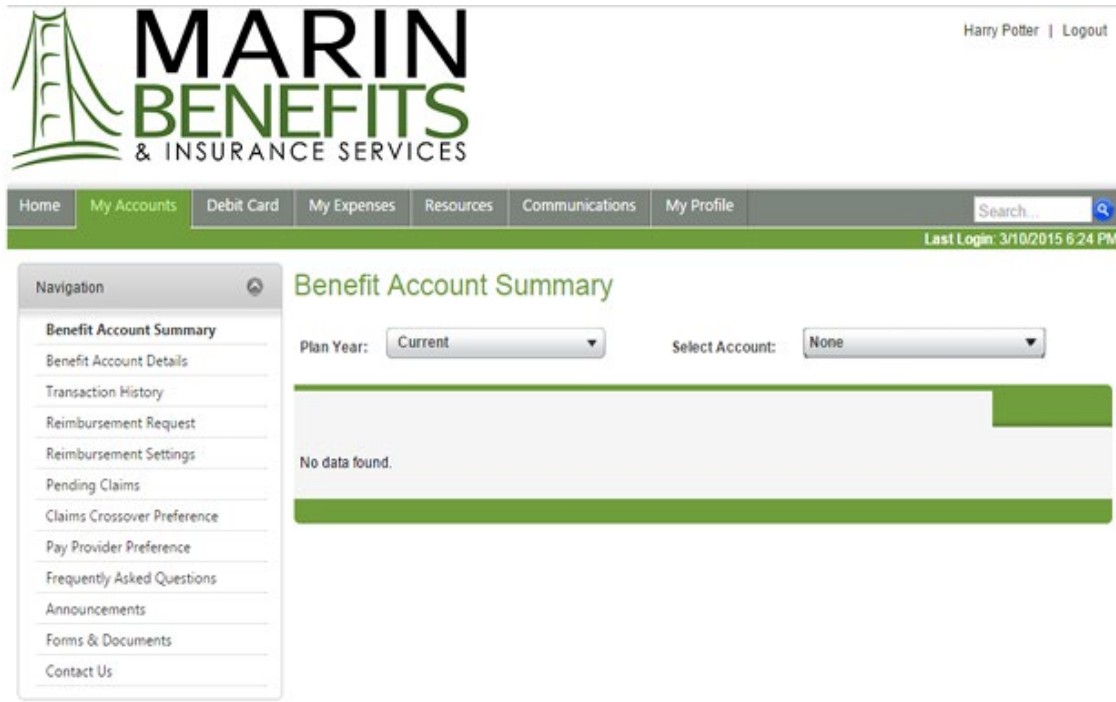 MARIN
BENEFITS
& INSURANCE SERVICES
Harry Potter | Logout
Home My Accounts Debit Card My Expenses Resources Communications My Profile Search...
Last Login: 3/10/2015 6:24 PM
Navigation
Benefit Account Summary
Benefit Account Details
Transaction History
Reimbursement Request
Reimbursement Settings
Pending Claims
Claims Crossover Preference
Pay Provider Preference
Frequently Asked Questions
Announcements
Forms & Documents
Contact Us
Benefit Account Summary
Plan Year: Current Select Account: None
No data found.